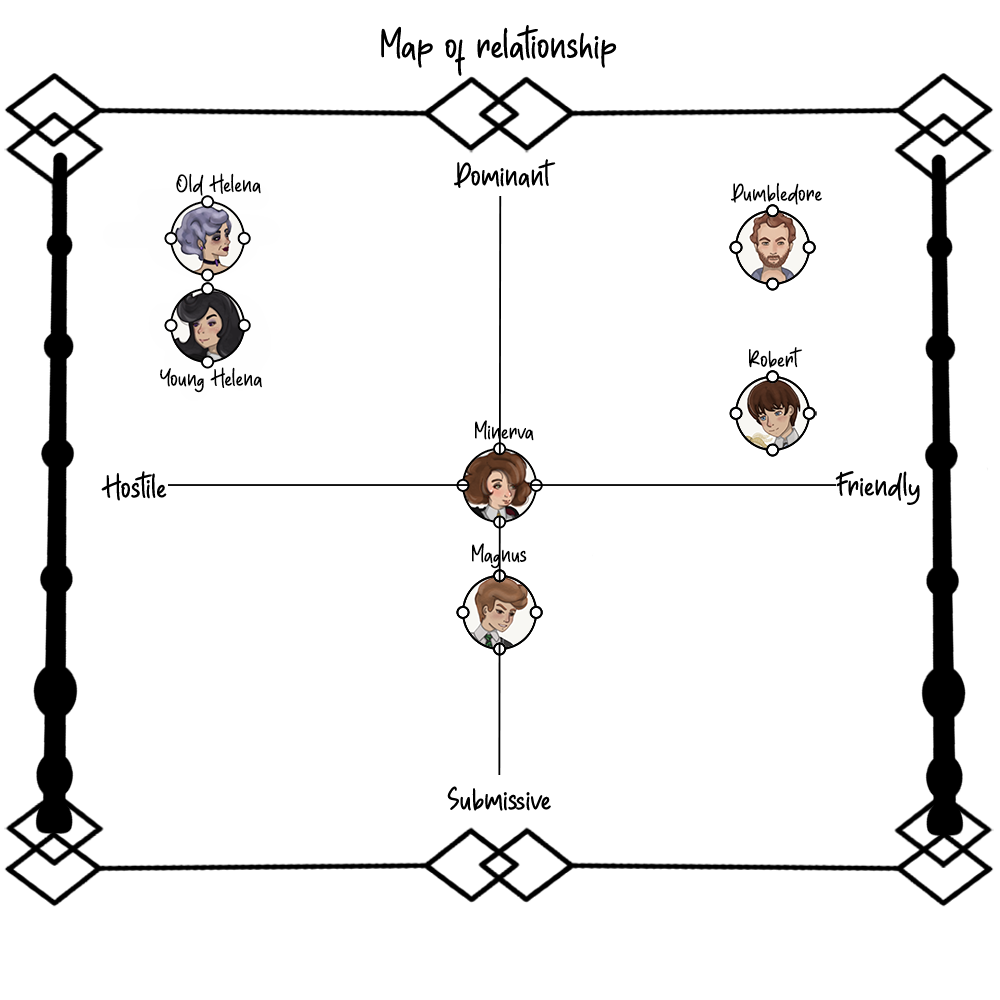 Map of relationship
Dominant
Old Helena
Dumbledore
Young Helena
Robert
Minerva
Hostile
Friendly
Magnus
Submissive